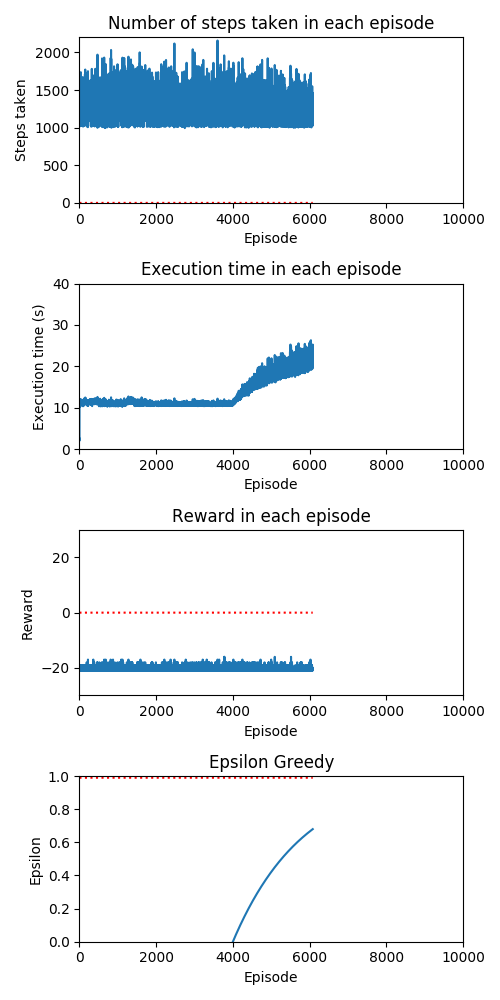 Number of steps taken in each episode
2000
1500
1000
500
0
Steps taken
0 2000 4000 6000 8000 10000
Episode
Execution time in each episode
40
30
20
10
0
Execution time (s)
0 2000 4000 6000 8000 10000
Episode
Reward in each episode
20
0
−20
Reward
0 2000 4000 6000 8000 10000
Episode
Epsilon Greedy
1.0
0.8
0.6
0.4
0.2
0.0
Epsilon
0 2000 4000 6000 8000 10000
Episode